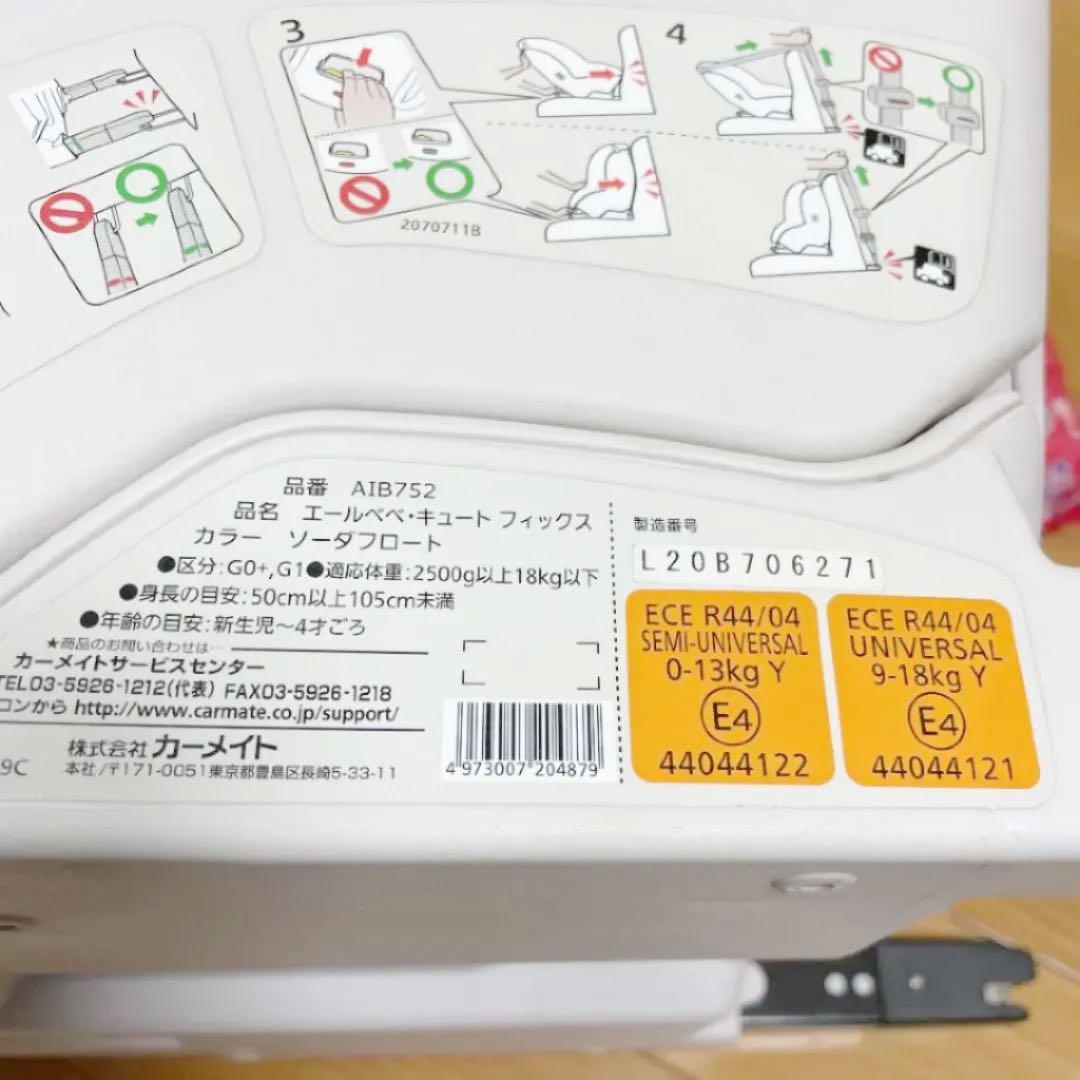 3
4
2070711B
品番 AIB752
品名 エールベベ・キュート フィックス
カラー ソーダフロート
●区分:G0+,G1●適応体重:2500g以上18kg以下
●身長の目安:50cm以上105cm未満
●年齢の目安:新生児~4才ごろ
★商品のお問い合わせは…
カーメイトサービスセンター
TEL03-5926-1212(代表) FAX03-5926-1218
コンから http://www.carmate.co.jp/support/
株式会社 カーメイト
9C 本社/〒171-0051東京都豊島区長崎5-33-11
4 973007 204879
製造番号
L20B706271
ECE R44/04
SEMI-UNIVERSAL
0-13kg Y
E4
44044122
ECE R44/04
UNIVERSAL
9-18kg Y
E4
44044121